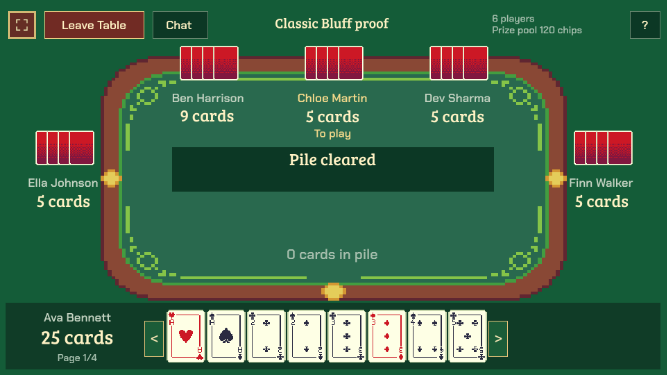 Leave Table
Chat
Classic Bluff proof
6 players
Prize pool 120 chips
?
Ben Harrison
9 cards
Chloe Martin
5 cards
To play
Dev Sharma
5 cards
Ella Johnson
5 cards
Finn Walker
5 cards
Pile cleared
0 cards in pile
Ava Bennett
25 cards
Page 1/4
<
>